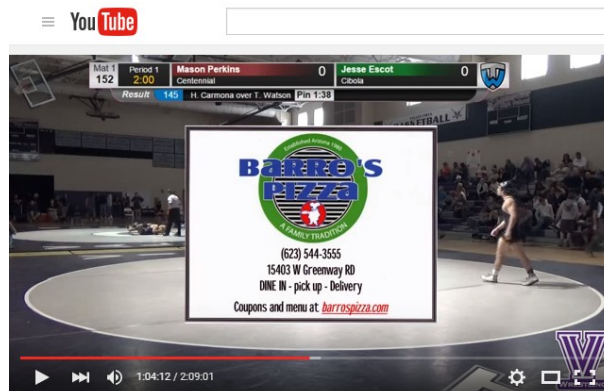 YouTube
Mat 1 Period 1 Mason Perkins 0 Jesse Escot 0
152 2:00 Centennial Cibola
Result 145 H. Carmona over T. Watson Pin 1:38
BASKETBALL
Established Arizona 1980
BARRO'S
PIZZA
A FAMILY TRADITION
(623) 544-3555
15403 W Greenway RD
DINE IN - pick up - Delivery
Coupons and menu at barrospizza.com
1:04:12 / 2:09:01